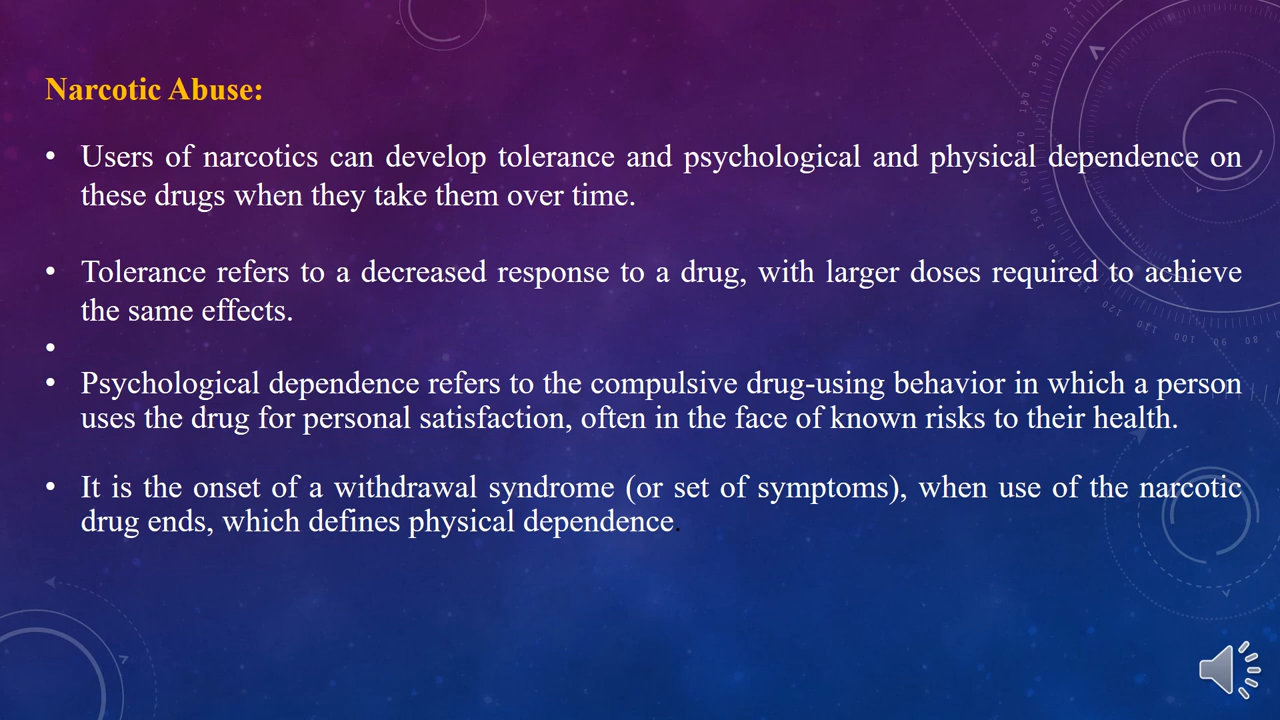 Narcotic Abuse:
• Users of narcotics can develop tolerance and psychological and physical dependence on
these drugs when they take them over time.
• Tolerance refers to a decreased response to a drug, with larger doses required to achieve
the same effects.
•
• Psychological dependence refers to the compulsive drug-using behavior in which a person
uses the drug for personal satisfaction, often in the face of known risks to their health.
• It is the onset of a withdrawal syndrome (or set of symptoms), when use of the narcotic
drug ends, which defines physical dependence.